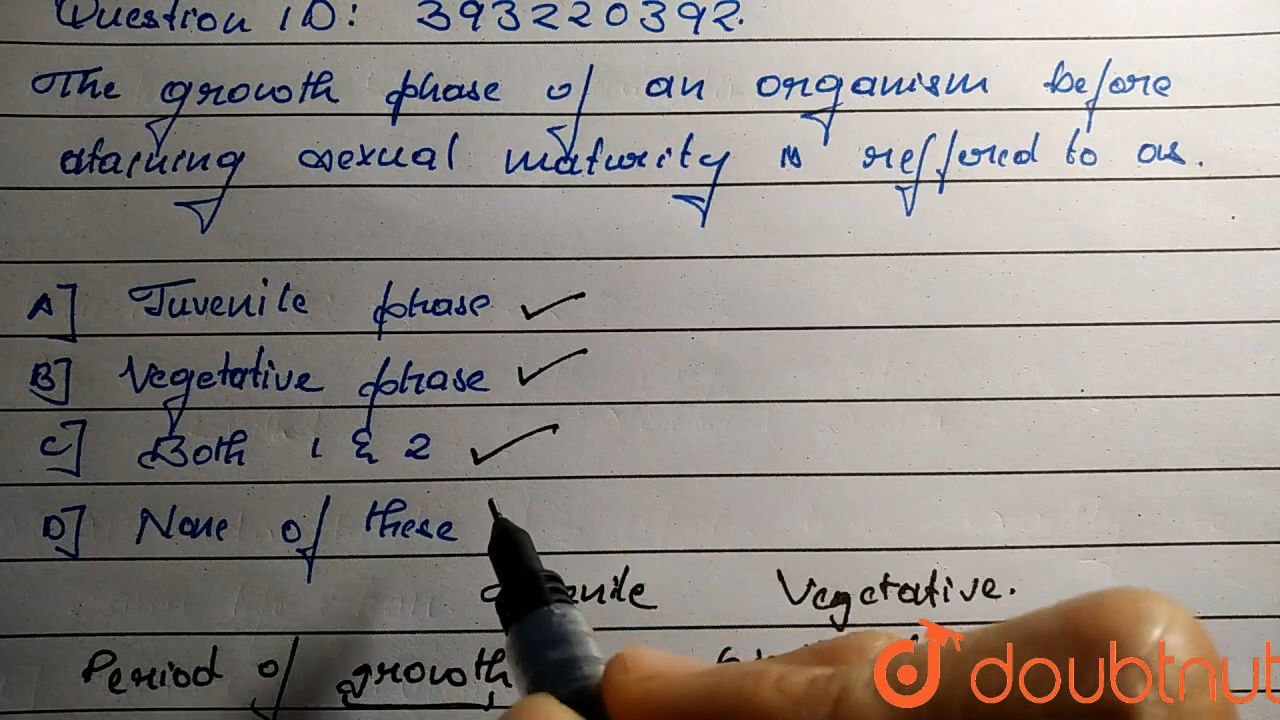 Question ID: 393220392.
The growth phase of an organism before
attaining sexual maturity is reffered to as.
A] Juvenile phase ✓
B] Vegetative phase ✓
C] Both 1 & 2 ✓
D] None of these
Vegetative.
Period of growth
doubtnut